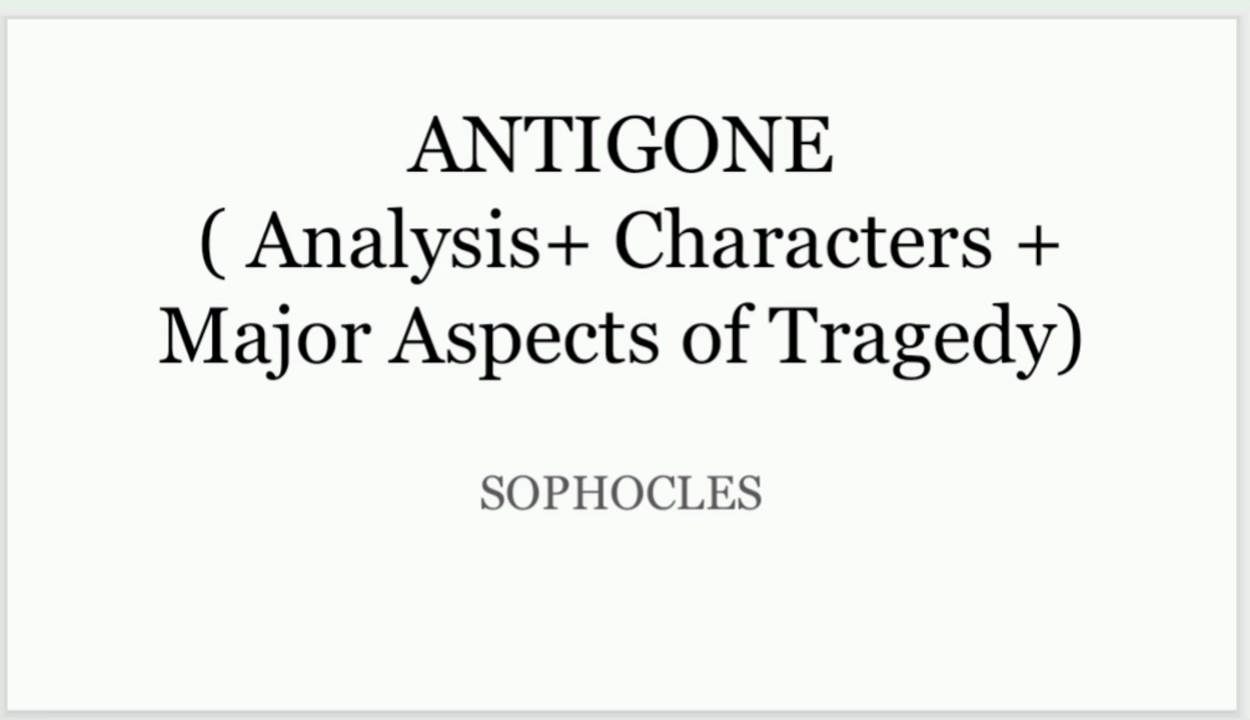 ANTIGONE
( Analysis+ Characters +
Major Aspects of Tragedy)
SOPHOCLES